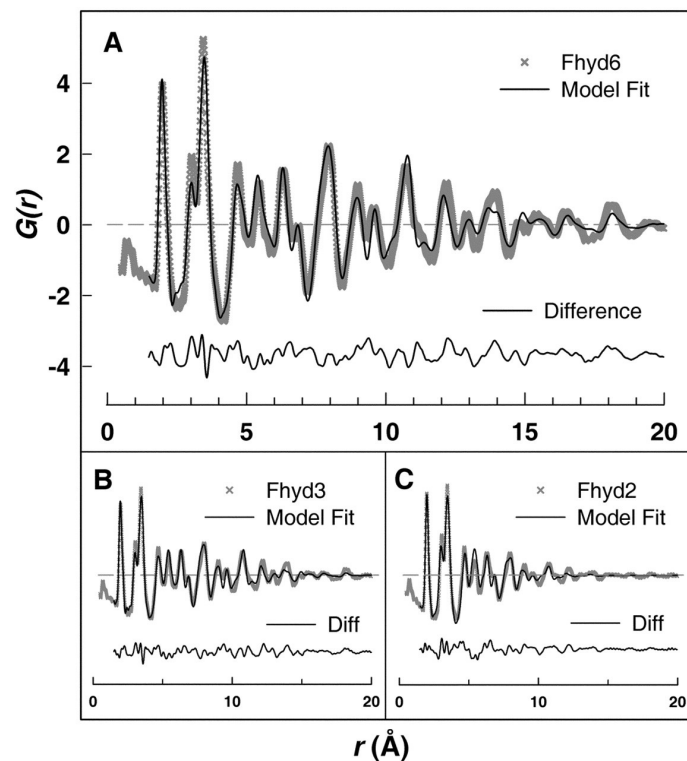 A
Fhyd6
Model Fit
4
2
0
-2
-4
G(r)
Difference
0 5 10 15 20
B
Fhyd3
Model Fit
Diff
0 10 20
C
Fhyd2
Model Fit
Diff
0 10 20
r (Å)